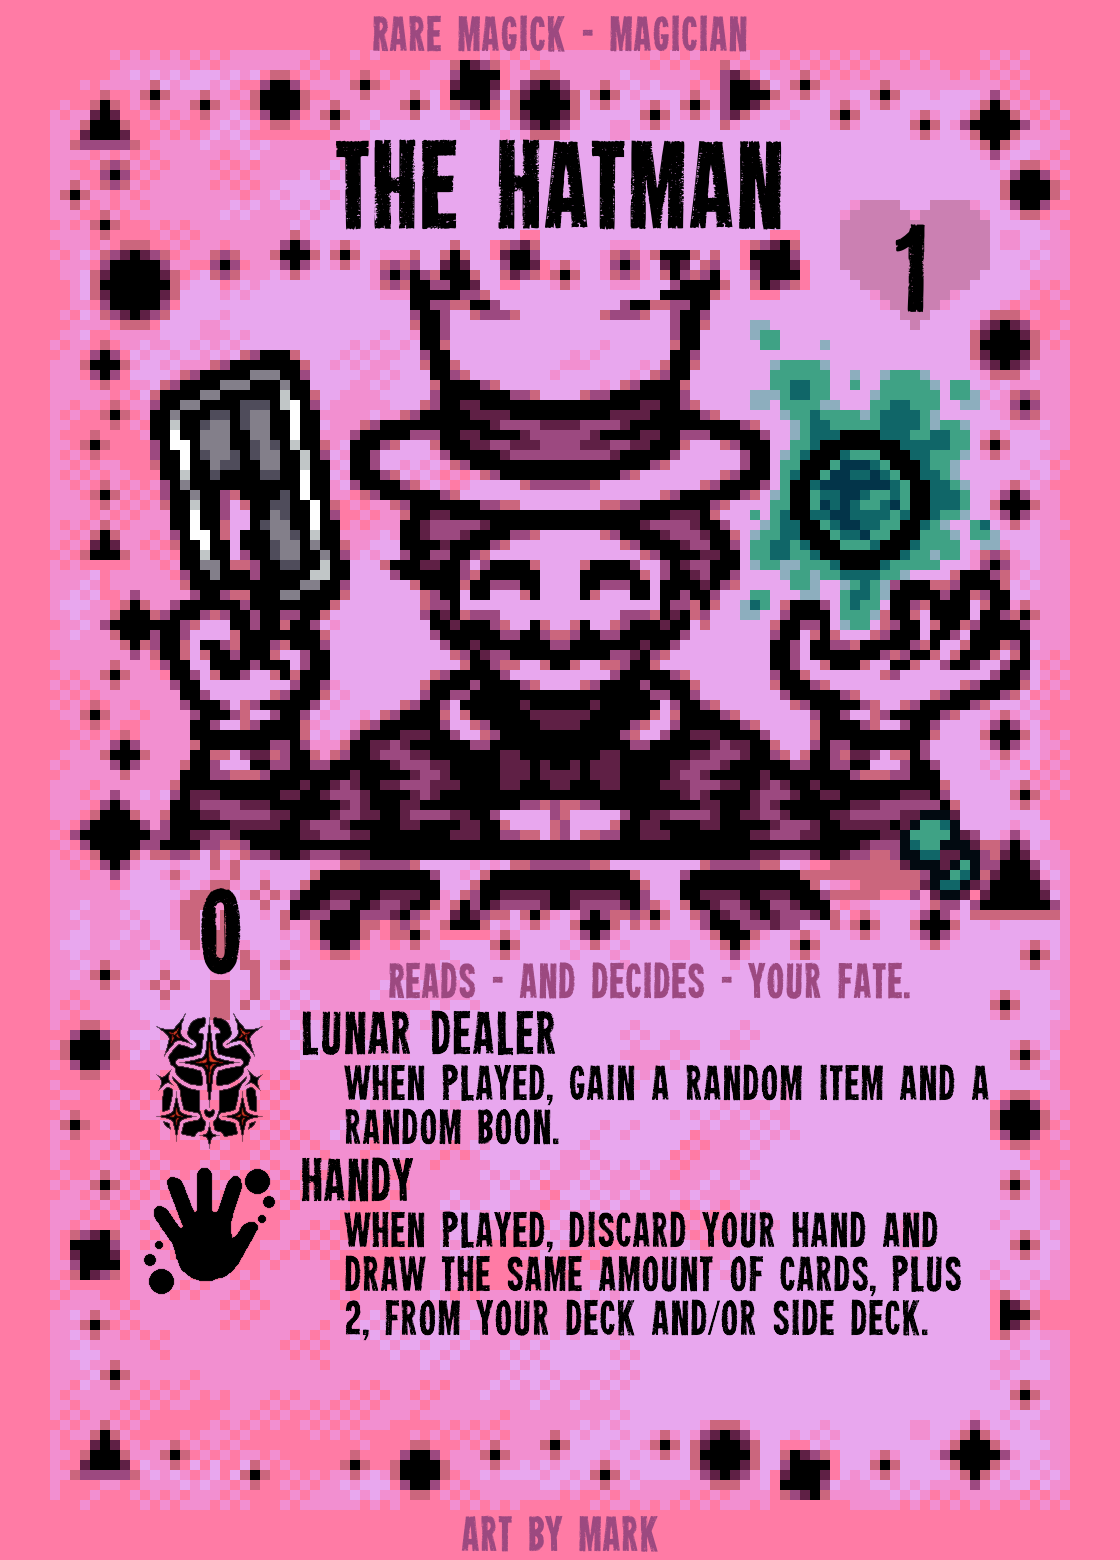 RARE MAGICK - MAGICIAN
THE HATMAN
1
0
READS - AND DECIDES - YOUR FATE.
LUNAR DEALER
WHEN PLAYED, GAIN A RANDOM ITEM AND A
RANDOM BOON.
HANDY
WHEN PLAYED, DISCARD YOUR HAND AND
DRAW THE SAME AMOUNT OF CARDS, PLUS
2, FROM YOUR DECK AND/OR SIDE DECK.
ART BY MARK